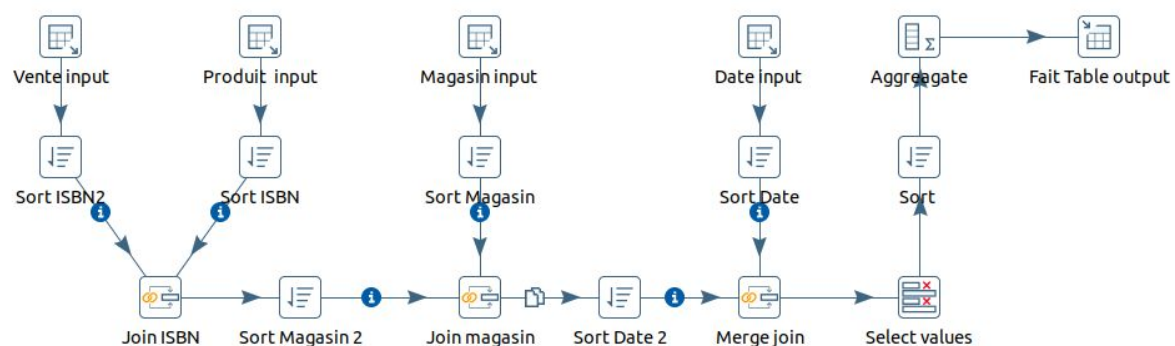 Vente input
Produit input
Magasin input
Date input
Aggreagate
Fait Table output
Sort ISBN2
Sort ISBN
Sort Magasin
Sort Date
Sort
Join ISBN
Sort Magasin 2
Join magasin
Sort Date 2
Merge join
Select values